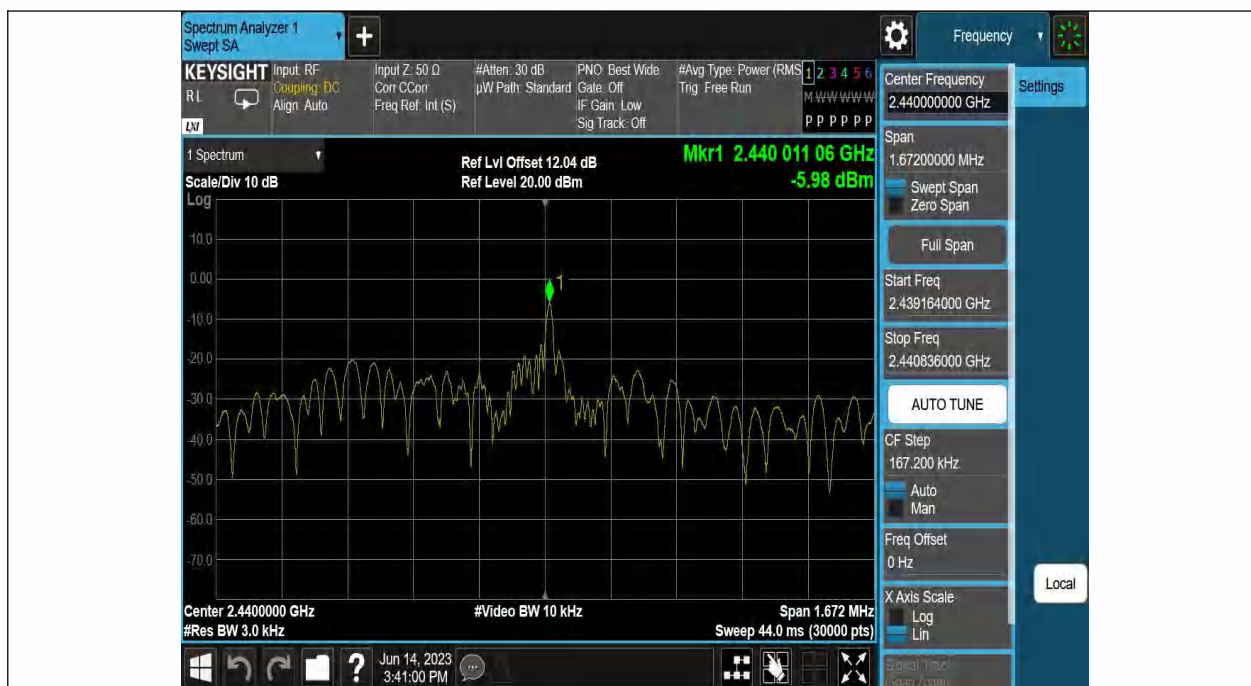 Spectrum Analyzer 1
Swept SA
+
Frequency
KEYSIGHT
RL
LXI
Input: RF
Coupling: DC
Align: Auto
Input Z: 50 Ω
Corr CCorr
Freq Ref: Int (S)
#Atten: 30 dB
µW Path: Standard
PNO: Best Wide
Gate: Off
IF Gain: Low
Sig Track: Off
#Avg Type: Power (RMS
Trig: Free Run
1 2 3 4 5 6
M W W W W W
P P P P P P
Center Frequency
2.440000000 GHz
Settings
Span
1.67200000 MHz
Swept Span
Zero Span
Full Span
Start Freq
2.439164000 GHz
Stop Freq
2.440836000 GHz
AUTO TUNE
CF Step
167.200 kHz
Auto
Man
Freq Offset
0 Hz
X Axis Scale
Log
Lin
Local
1 Spectrum
Scale/Div 10 dB
Ref Lvl Offset 12.04 dB
Ref Level 20.00 dBm
Mkr1 2.440 011 06 GHz
-5.98 dBm
Log
1
10.0
0.00
-10.0
-20.0
-30.0
-40.0
-50.0
-60.0
-70.0
Center 2.4400000 GHz
#Video BW 10 kHz
Span 1.672 MHz
#Res BW 3.0 kHz
Sweep 44.0 ms (30000 pts)
?
Jun 14, 2023
3:41:00 PM